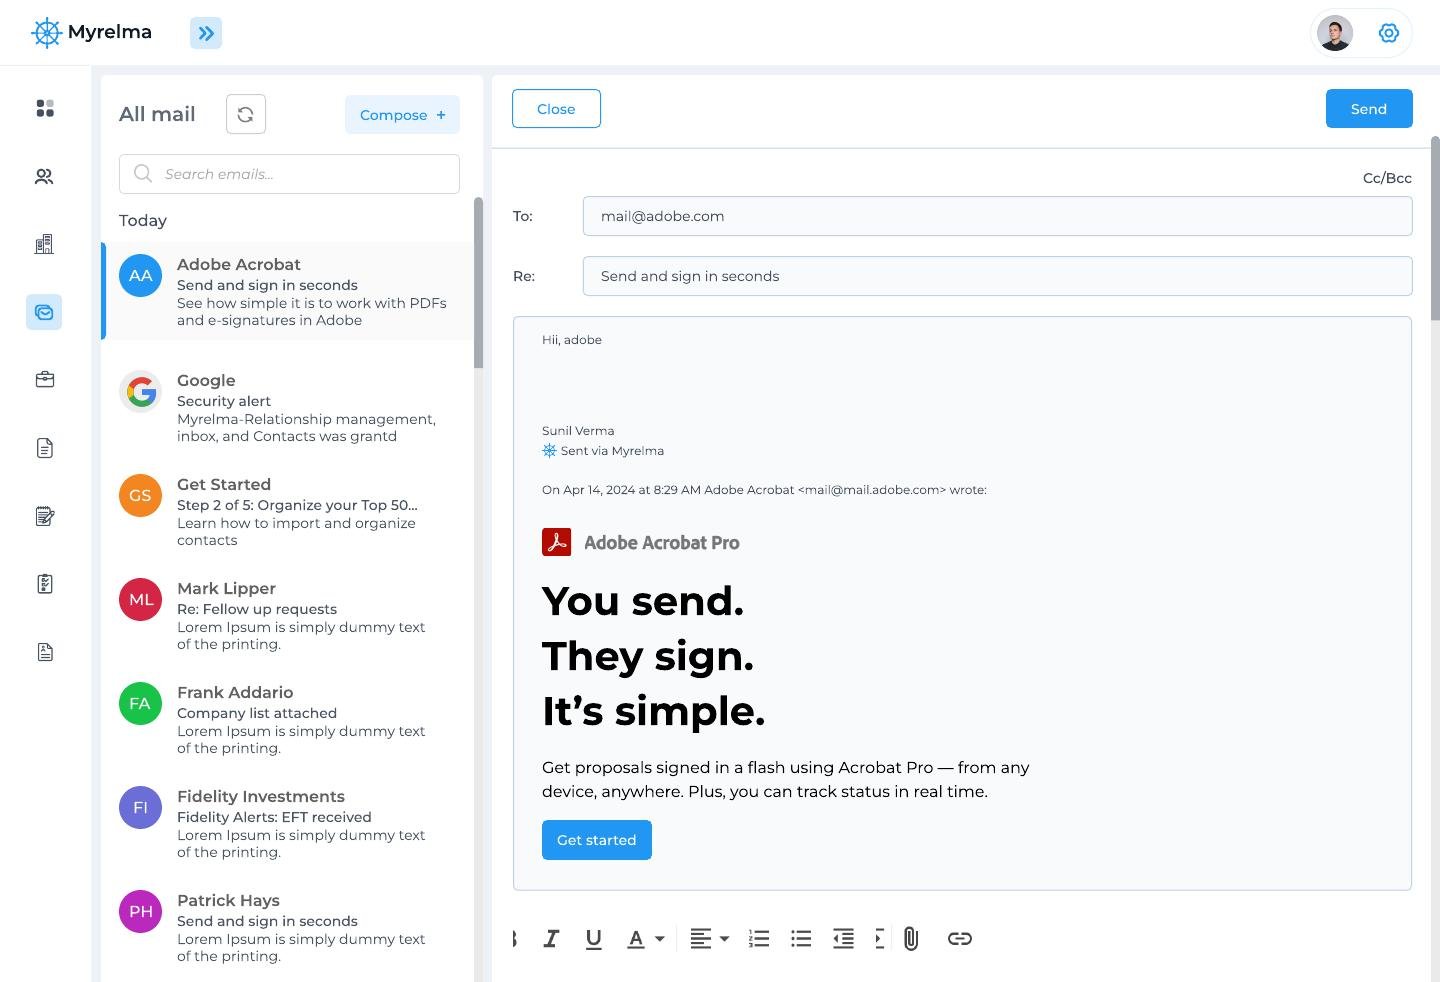 Myrelma
All mail
Compose +
Search emails...
Today
AA
Adobe Acrobat
Send and sign in seconds
See how simple it is to work with PDFs
and e-signatures in Adobe
Google
Security alert
Myrelma-Relationship management,
inbox, and Contacts was grantd
GS
Get Started
Step 2 of 5: Organize your Top 50...
Learn how to import and organize
contacts
ML
Mark Lipper
Re: Fellow up requests
Lorem Ipsum is simply dummy text
of the printing.
FA
Frank Addario
Company list attached
Lorem Ipsum is simply dummy text
of the printing.
FI
Fidelity Investments
Fidelity Alerts: EFT received
Lorem Ipsum is simply dummy text
of the printing.
PH
Patrick Hays
Send and sign in seconds
Lorem Ipsum is simply dummy text
of the printing.
Close
Send
Cc/Bcc
To:
mail@adobe.com
Re:
Send and sign in seconds
Hii, adobe
Sunil Verma
Sent via Myrelma
On Apr 14, 2024 at 8:29 AM Adobe Acrobat <mail@mail.adobe.com> wrote:
Adobe Acrobat Pro
You send.
They sign.
It’s simple.
Get proposals signed in a flash using Acrobat Pro — from any
device, anywhere. Plus, you can track status in real time.
Get started